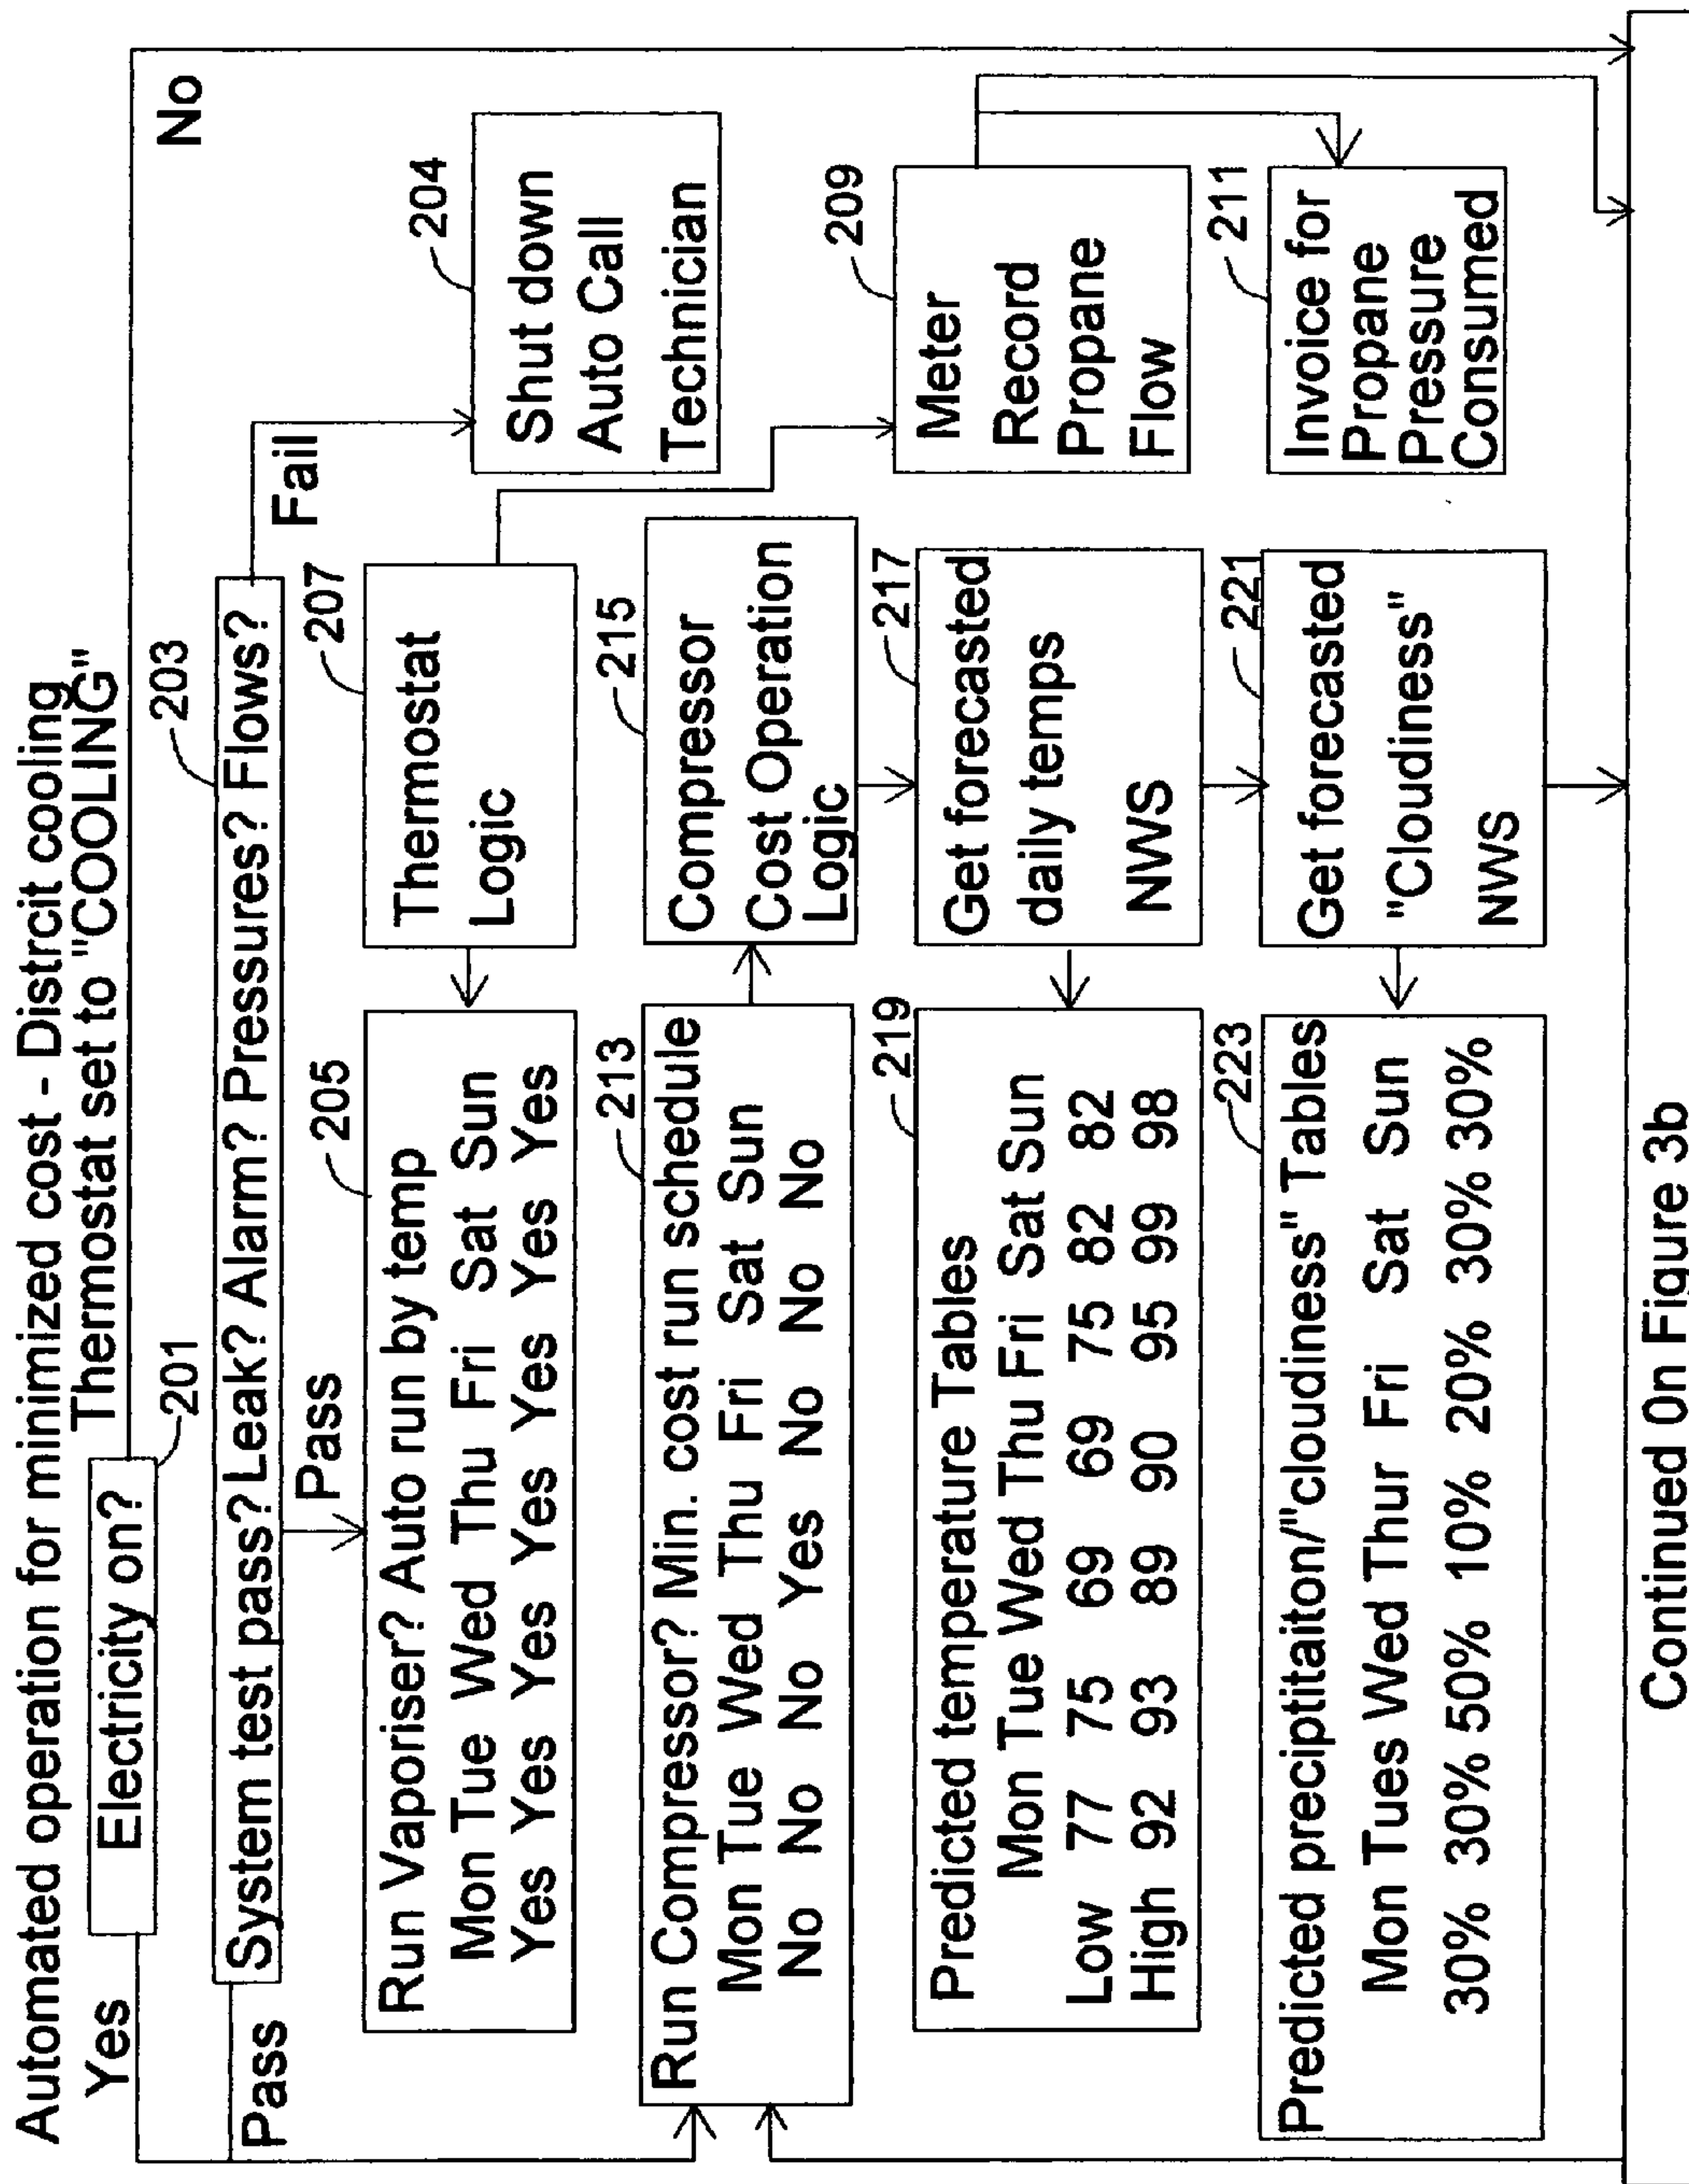 Automated operation for minimized cost - Distrcit cooling
Thermostat set to "COOLING"
Yes
Electricity on?
201
No
203
System test pass? Leak? Alarm? Pressures? Flows?
Pass
Pass
Fail
204
Shut down
Auto Call
Technician
205
Run Vaporiser? Auto run by temp
Mon Tue Wed Thu Fri Sat Sun
Yes Yes Yes Yes Yes Yes Yes
207
Thermostat
Logic
209
Meter
Record
Propane
Flow
213
Run Compressor? Min. cost run schedule
Mon Tue Wed Thu Fri Sat Sun
No No No Yes No No No
215
Compressor
Cost Operation
Logic
211
Invoice for
Propane
Pressure
Consumed
219
Predicted temperature Tables
Mon Tue Wed Thu Fri Sat Sun
Low 77 75 69 69 75 82 82
High 92 93 89 90 95 99 98
217
Get forecasted
daily temps
NWS
223
Predicted preciptitaiton/"cloudiness" Tables
Mon Tues Wed Thur Fri Sat Sun
30% 30% 50% 10% 20% 30% 30%
221
Get forecasted
"Cloudiness"
NWS
Continued On Figure 3b